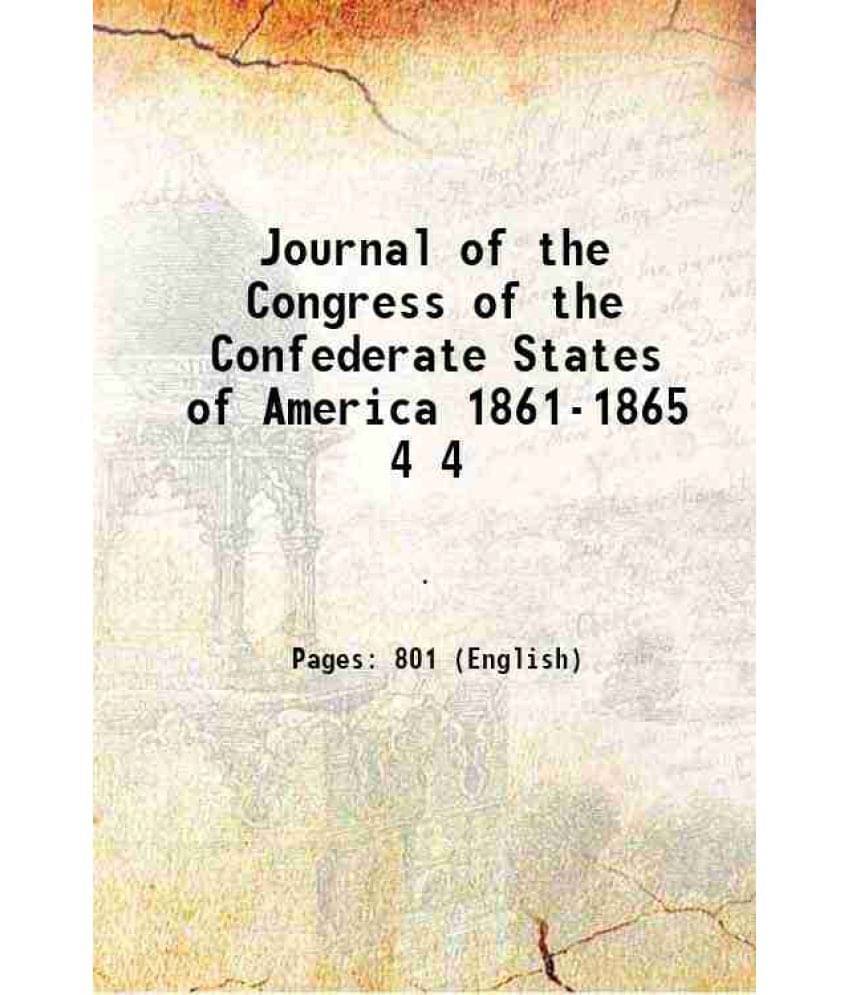 Journal of the
Congress of the
Confederate States
of America 1861-1865
4 4
.
Pages: 801 (English)